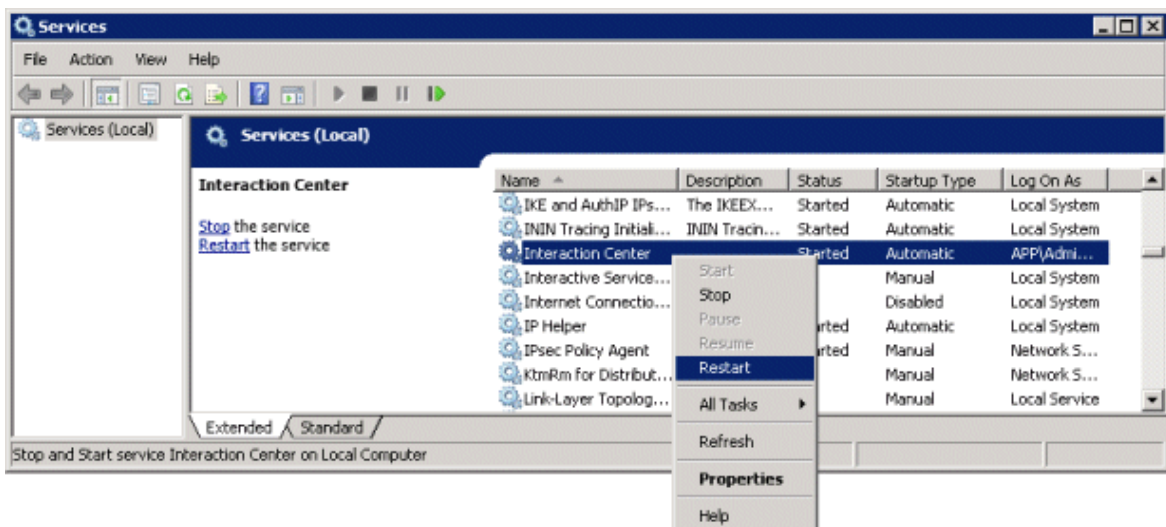 Services
File Action View Help
Services (Local)
Services (Local)
Interaction Center
Stop the service
Restart the service
Name Description Status Startup Type Log On As
IKE and AuthIP IPs... The IKEEX... Started Automatic Local System
ININ Tracing Initiali... ININ Tracin... Started Automatic Local System
Interaction Center Started Automatic APP\Admi...
Interactive Service... Manual Local System
Internet Connectio... Disabled Local System
IP Helper rted Automatic Local System
IPsec Policy Agent rted Manual Network S...
KtmRm for Distribut... Manual Network S...
Link-Layer Topolog... Manual Local Service
Start
Stop
Pause
Resume
Restart
All Tasks
Refresh
Properties
Help
Extended Standard
Stop and Start service Interaction Center on Local Computer